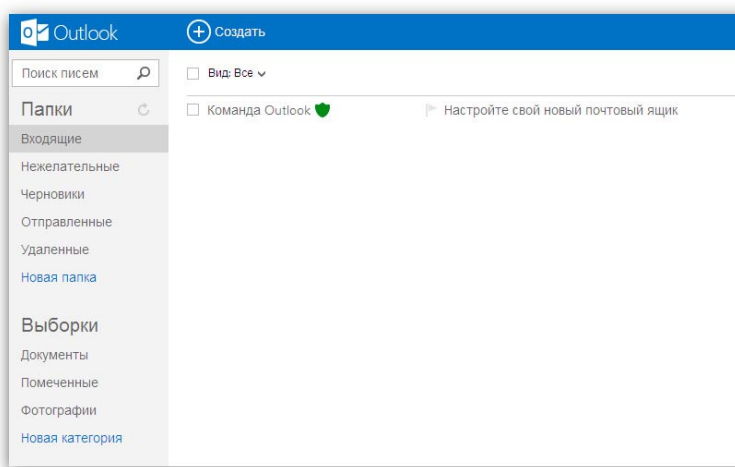 Outlook
Создать
Поиск писем
Вид: Все
Папки
Команда Outlook Настройте свой новый почтовый ящик
Входящие
Нежелательные
Черновики
Отправленные
Удаленные
Новая папка
Выборки
Документы
Помеченные
Фотографии
Новая категория